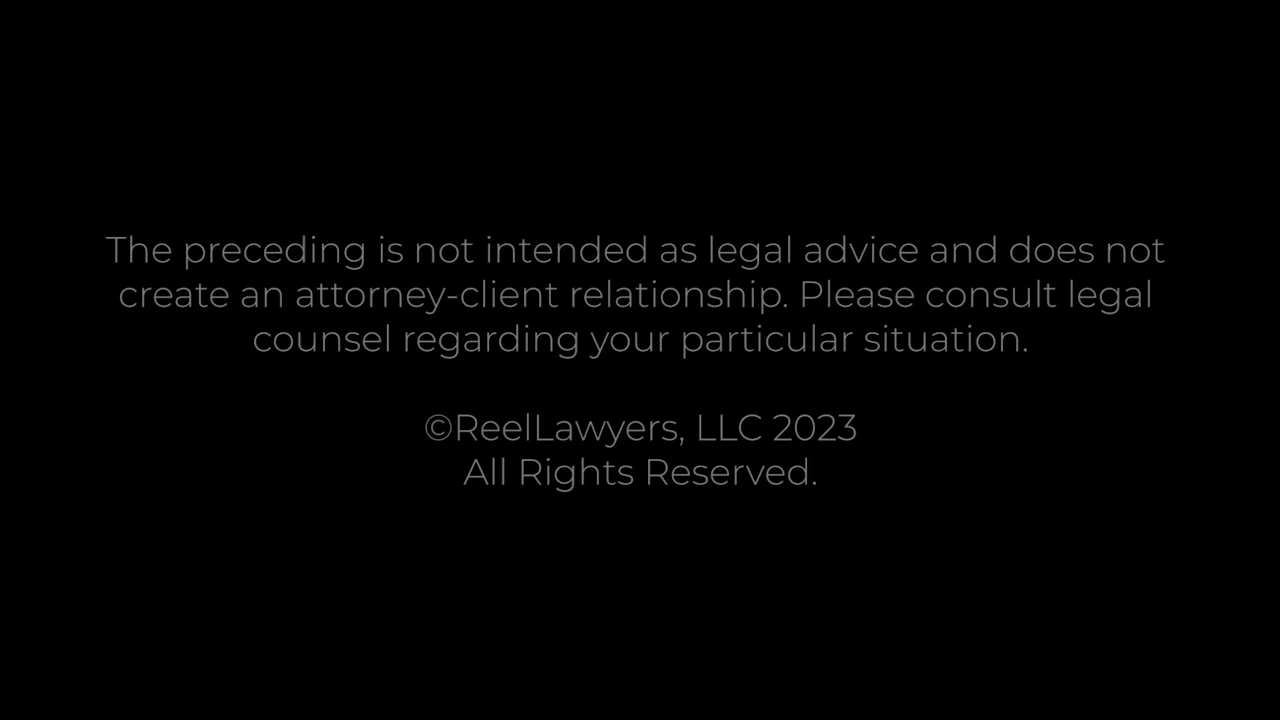 The preceding is not intended as legal advice and does not
create an attorney-client relationship. Please consult legal
counsel regarding your particular situation.
©ReelLawyers, LLC 2023
All Rights Reserved.